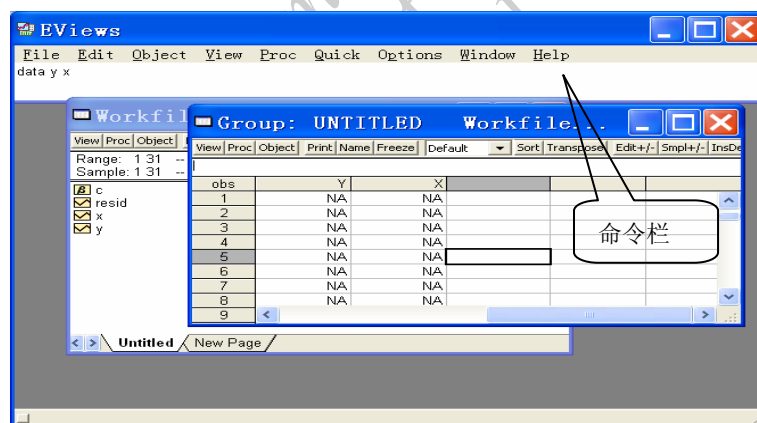 EViews
File Edit Object View Proc Quick Options Window Help
data y x
Workfil
View Proc Object
Range: 1 31 --
Sample: 1 31 --
c
resid
x
y
Untitled New Page
Group: UNTITLED Workfile...
View Proc Object Print Name Freeze Default Sort Transpose Edit+/- Smpl+/- InsDe
obs Y X
1 NA NA
2 NA NA
3 NA NA
4 NA NA
5 NA NA
6 NA NA
7 NA NA
8 NA NA
9
命令栏